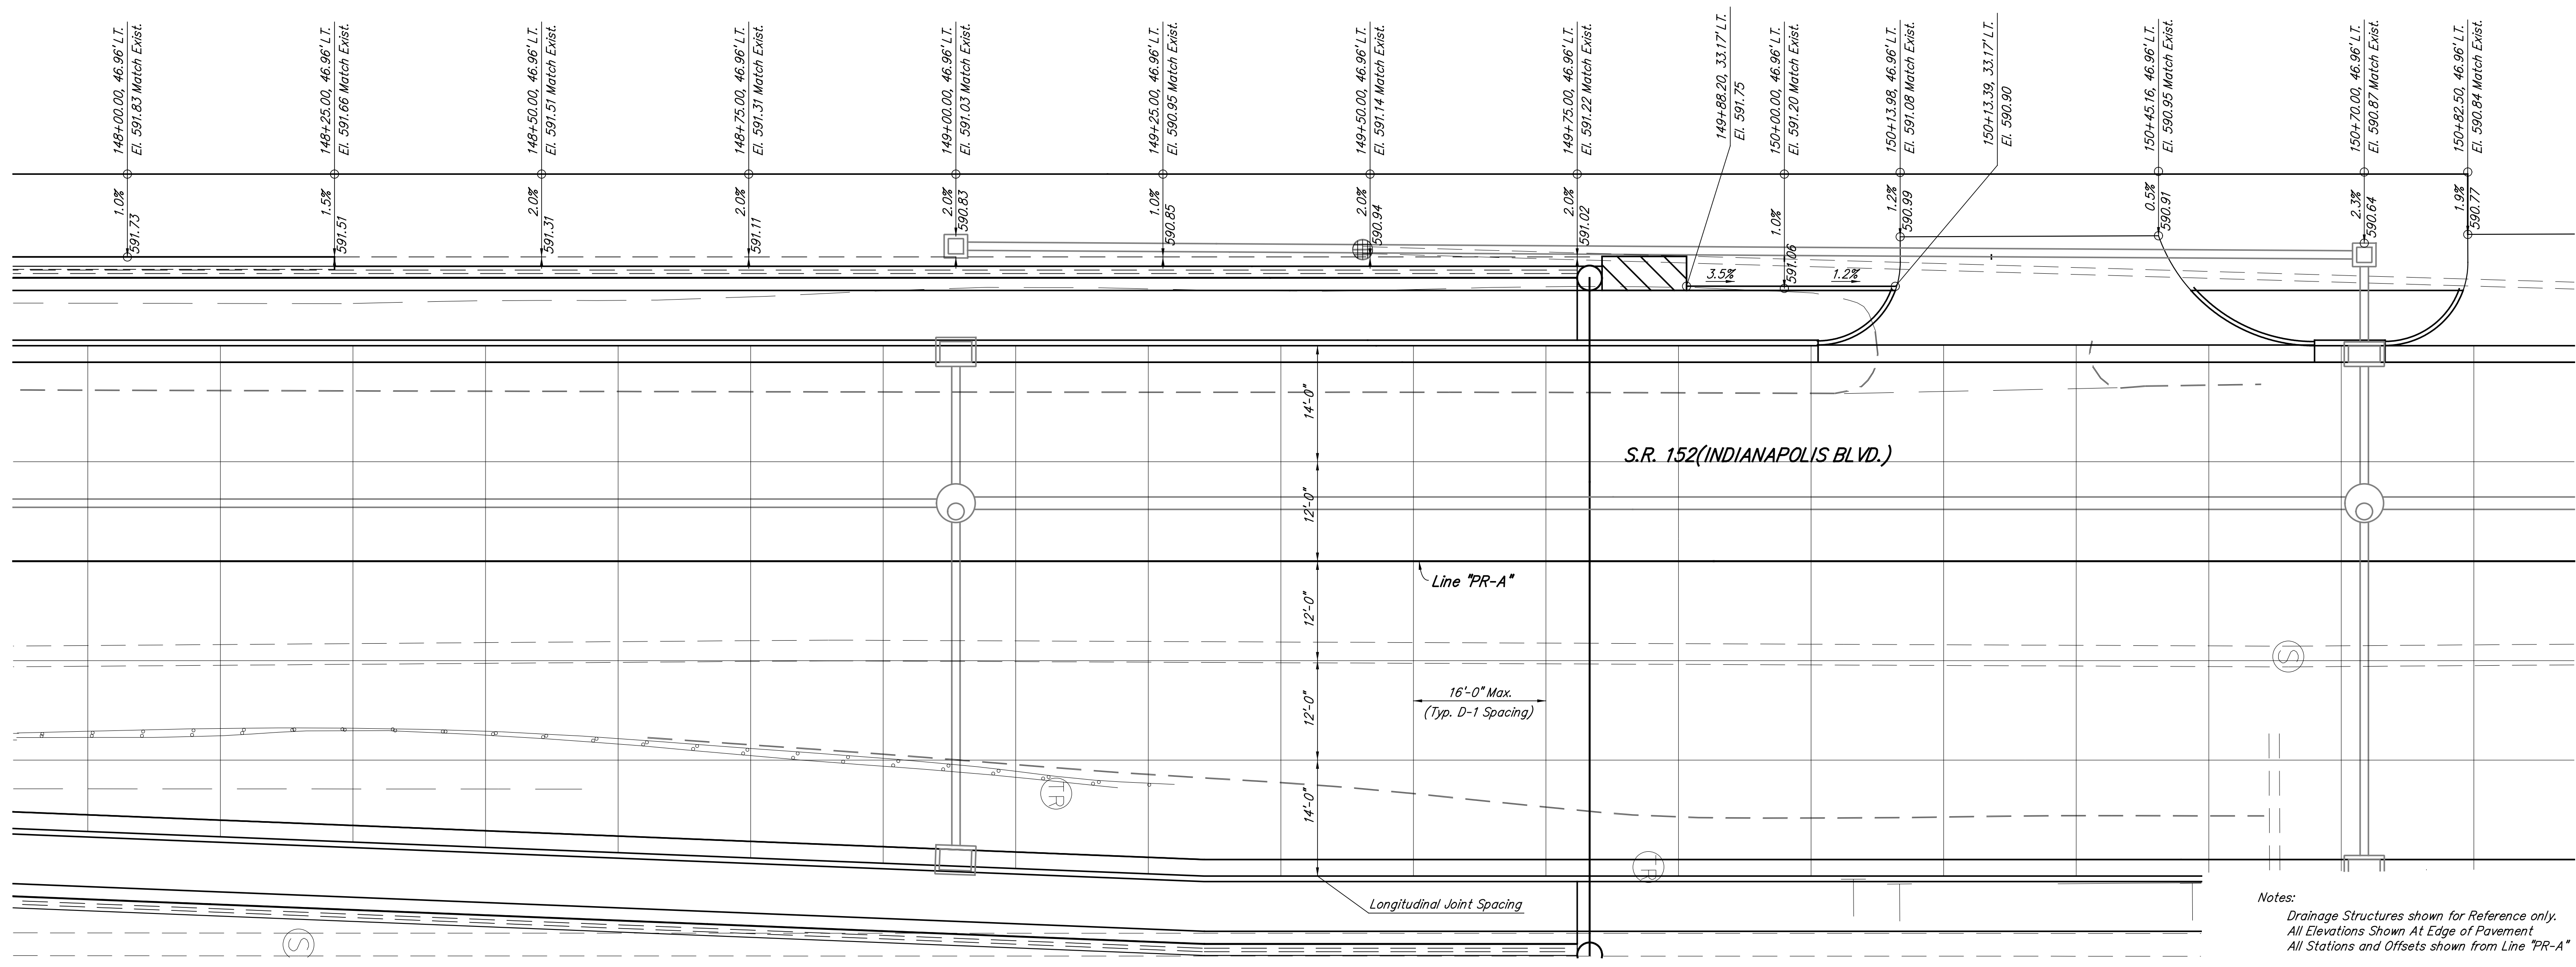 148+00.00, 46.96' LT.
El. 591.83 Match Exist.
148+25.00, 46.96' LT.
El. 591.66 Match Exist.
148+50.00, 46.96' LT.
El. 591.51 Match Exist.
148+75.00, 46.96' LT.
El. 591.31 Match Exist.
149+00.00, 46.96' LT.
El. 591.03 Match Exist.
149+25.00, 46.96' LT.
El. 590.95 Match Exist.
149+50.00, 46.96' LT.
El. 591.14 Match Exist.
149+75.00, 46.96' LT.
El. 591.22 Match Exist.
149+88.20, 33.17' LT.
El. 591.75
150+00.00, 46.96' LT.
El. 591.20 Match Exist.
150+13.98, 46.96' LT.
El. 591.08 Match Exist.
150+13.39, 33.17' LT.
El. 590.90
150+45.16, 46.96' LT.
El. 590.95 Match Exist.
150+70.00, 46.96' LT.
El. 590.87 Match Exist.
150+82.50, 46.96' LT.
El. 590.84 Match Exist.
1.0%
591.73
1.5%
591.51
2.0%
591.31
2.0%
591.11
2.0%
590.83
1.0%
590.85
2.0%
590.94
2.0%
591.02
1.0%
591.06
1.2%
590.99
0.5%
590.91
2.3%
590.64
1.9%
590.77
3.5%
1.2%
14'-0"
S.R. 152(INDIANAPOLIS BLVD.)
12'-0"
Line "PR-A"
12'-0"
S
12'-0"
16'-0" Max.
(Typ. D-1 Spacing)
TR
14'-0"
Longitudinal Joint Spacing
S
Notes:
Drainage Structures shown for Reference only.
All Elevations Shown At Edge of Pavement
All Stations and Offsets shown from Line "PR-A"